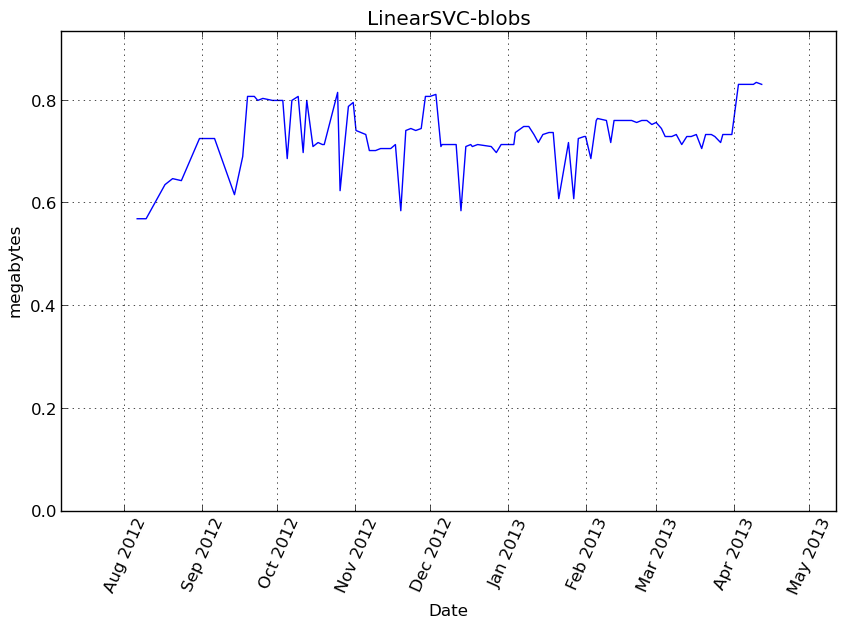 LinearSVC-blobs
megabytes
0.8
0.6
0.4
0.2
0.0
Aug 2012
Sep 2012
Oct 2012
Nov 2012
Dec 2012
Jan 2013
Feb 2013
Mar 2013
Apr 2013
May 2013
Date